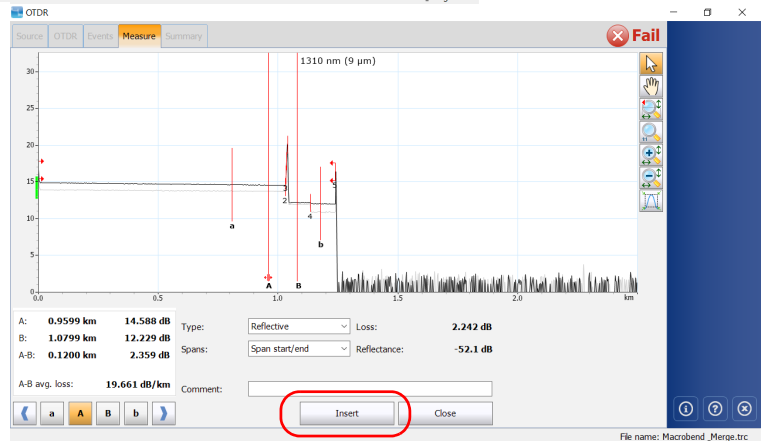 OTDR
Source OTDR Events Measure Summary
Fail
1310 nm (9 µm)
30
25
20
15
10
5
0
3
2
4
5
a
b
A B
0.0 0.5 1.0 1.5 2.0 km
A: 0.9599 km 14.588 dB
B: 1.0799 km 12.229 dB
A-B: 0.1200 km 2.359 dB
A-B avg. loss: 19.661 dB/km
Type: Reflective Loss: 2.242 dB
Spans: Span start/end Reflectance: -52.1 dB
Comment:
a A B b
Insert Close
File name: Macrobend _Merge.trc